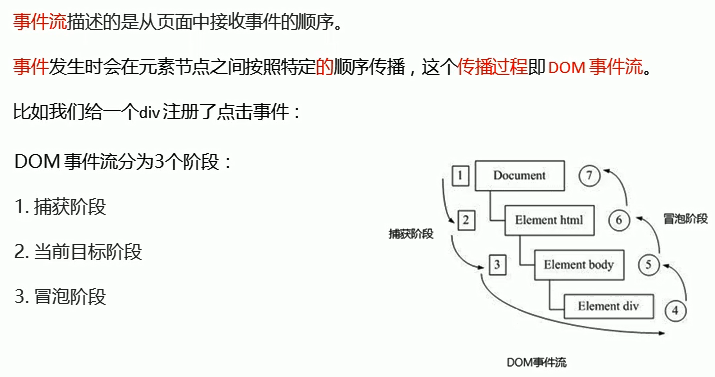 事件流描述的是从页面中接收事件的顺序。
事件发生时会在元素节点之间按照特定的顺序传播，这个传播过程即 DOM 事件流。
比如我们给一个div 注册了点击事件：
DOM 事件流分为3个阶段：
1. 捕获阶段
2. 当前目标阶段
3. 冒泡阶段
1 Document 7
2 Element html 6
捕获阶段
冒泡阶段
3 Element body 5
Element div 4
DOM事件流